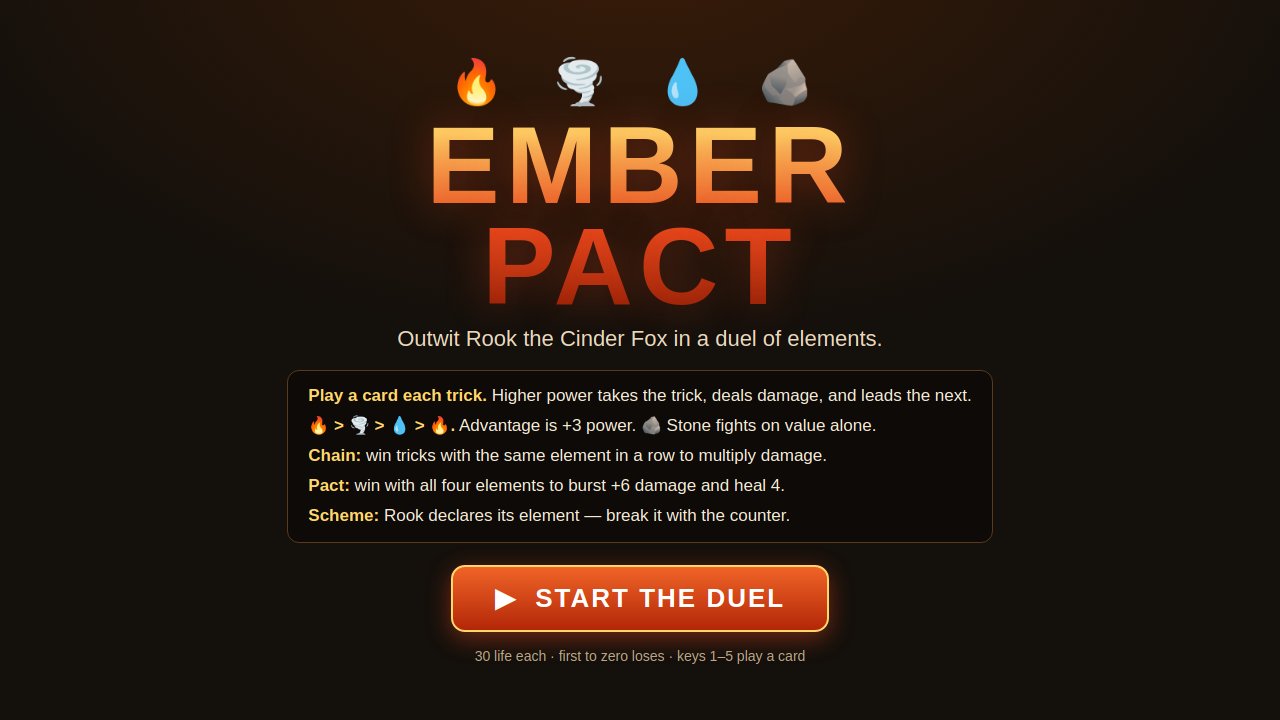 EMBER
PACT
Outwit Rook the Cinder Fox in a duel of elements.
Play a card each trick. Higher power takes the trick, deals damage, and leads the next.
🔥 > 🌪️ > 💧 > 🔥. Advantage is +3 power. 🪨 Stone fights on value alone.
Chain: win tricks with the same element in a row to multiply damage.
Pact: win with all four elements to burst +6 damage and heal 4.
Scheme: Rook declares its element — break it with the counter.
▶ START THE DUEL
30 life each · first to zero loses · keys 1–5 play a card